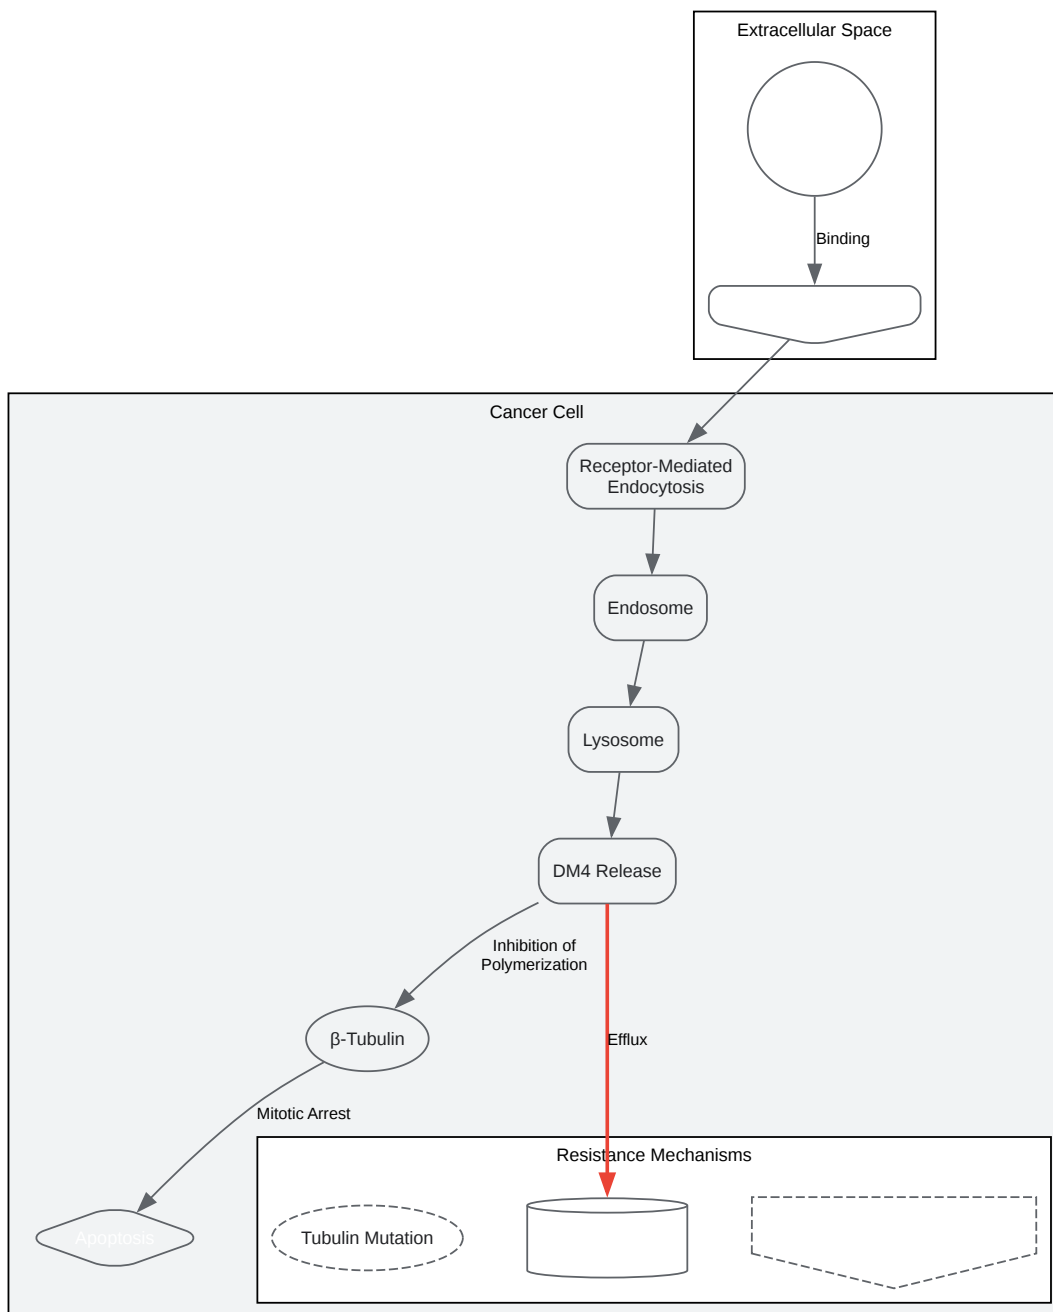 Extracellular Space
Binding
Cancer Cell
Receptor-Mediated
Endocytosis
Endosome
Lysosome
DM4 Release
Inhibition of
Polymerization
β-Tubulin
Efflux
Mitotic Arrest
Resistance Mechanisms
Apoptosis
Tubulin Mutation